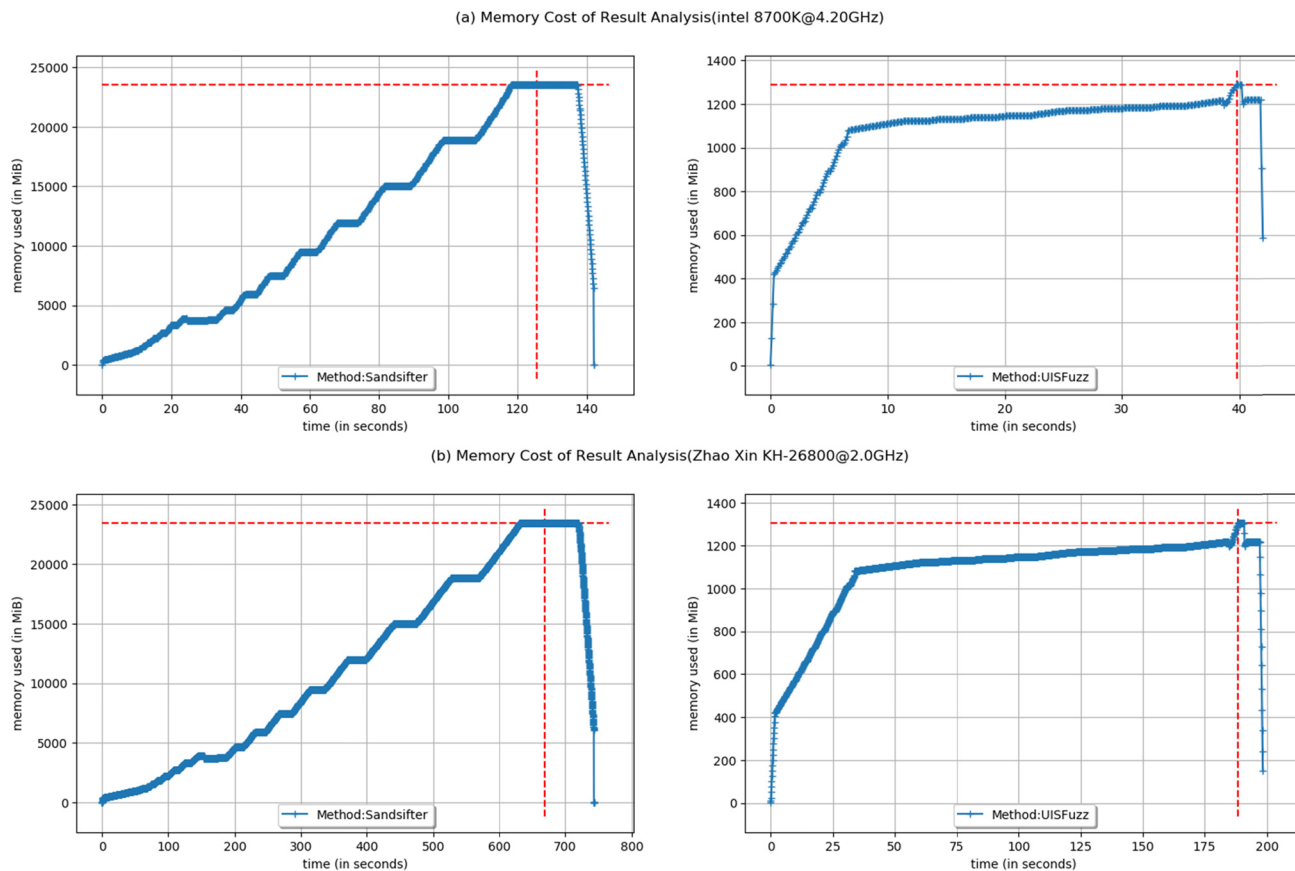 (a) Memory Cost of Result Analysis(intel 8700K@4.20GHz)
memory used (in MiB)
25000
20000
15000
10000
5000
0
0 20 40 60 80 100 120 140
time (in seconds)
Method:Sandsifter
memory used (in MiB)
1400
1200
1000
800
600
400
200
0
0 10 20 30 40
time (in seconds)
Method:UISFuzz
(b) Memory Cost of Result Analysis(Zhao Xin KH-26800@2.0GHz)
memory used (in MiB)
25000
20000
15000
10000
5000
0
0 100 200 300 400 500 600 700 800
time (in seconds)
Method:Sandsifter
memory used (in MiB)
1400
1200
1000
800
600
400
200
0
0 25 50 75 100 125 150 175 200
time (in seconds)
Method:UISFuzz